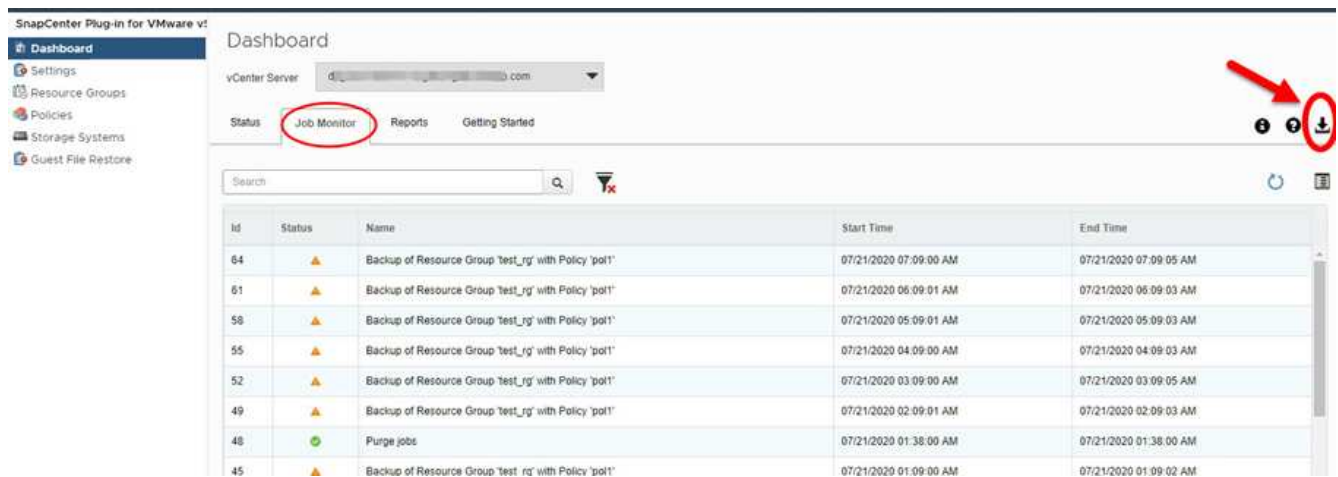 SnapCenter Plug-in for VMware vS
Dashboard
Settings
Resource Groups
Policies
Storage Systems
Guest File Restore
Dashboard
vCenter Server
.com
Status Job Monitor Reports Getting Started
Search
Id Status Name Start Time End Time
64 Backup of Resource Group 'test_rg' with Policy 'pol1' 07/21/2020 07:09:00 AM 07/21/2020 07:09:05 AM
61 Backup of Resource Group 'test_rg' with Policy 'pol1' 07/21/2020 06:09:01 AM 07/21/2020 06:09:03 AM
58 Backup of Resource Group 'test_rg' with Policy 'pol1' 07/21/2020 05:09:01 AM 07/21/2020 05:09:03 AM
55 Backup of Resource Group 'test_rg' with Policy 'pol1' 07/21/2020 04:09:00 AM 07/21/2020 04:09:03 AM
52 Backup of Resource Group 'test_rg' with Policy 'pol1' 07/21/2020 03:09:00 AM 07/21/2020 03:09:05 AM
49 Backup of Resource Group 'test_rg' with Policy 'pol1' 07/21/2020 02:09:01 AM 07/21/2020 02:09:03 AM
48 Purge jobs 07/21/2020 01:38:00 AM 07/21/2020 01:38:00 AM
45 Backup of Resource Group 'test_rg' with Policy 'pol1' 07/21/2020 01:09:00 AM 07/21/2020 01:09:02 AM